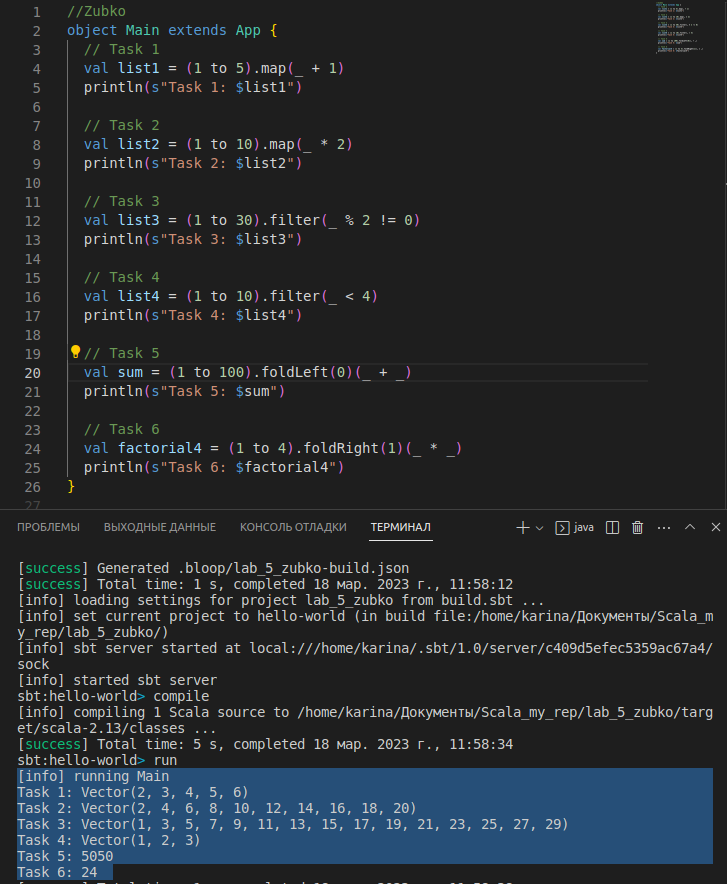 1 //Zubko
2 object Main extends App {
3   // Task 1
4   val list1 = (1 to 5).map(_ + 1)
5   println(s"Task 1: $list1")
6
7   // Task 2
8   val list2 = (1 to 10).map(_ * 2)
9   println(s"Task 2: $list2")
10
11   // Task 3
12   val list3 = (1 to 30).filter(_ % 2 != 0)
13   println(s"Task 3: $list3")
14
15   // Task 4
16   val list4 = (1 to 10).filter(_ < 4)
17   println(s"Task 4: $list4")
18
19   // Task 5
20   val sum = (1 to 100).foldLeft(0)(_ + _)
21   println(s"Task 5: $sum")
22
23   // Task 6
24   val factorial4 = (1 to 4).foldRight(1)(_ * _)
25   println(s"Task 6: $factorial4")
26 }
27
ПРОБЛЕМЫ ВЫХОДНЫЕ ДАННЫЕ КОНСОЛЬ ОТЛАДКИ ТЕРМИНАЛ java
[success] Generated .bloop/lab_5_zubko-build.json
[success] Total time: 1 s, completed 18 мар. 2023 г., 11:58:12
[info] loading settings for project lab_5_zubko from build.sbt ...
[info] set current project to hello-world (in build file:/home/karina/Документы/Scala_m
y_rep/lab_5_zubko/)
[info] sbt server started at local:///home/karina/.sbt/1.0/server/c409d5efec5359ac67a4/
sock
[info] started sbt server
sbt:hello-world> compile
[info] compiling 1 Scala source to /home/karina/Документы/Scala_my_rep/lab_5_zubko/targ
et/scala-2.13/classes ...
[success] Total time: 5 s, completed 18 мар. 2023 г., 11:58:34
sbt:hello-world> run
[info] running Main
Task 1: Vector(2, 3, 4, 5, 6)
Task 2: Vector(2, 4, 6, 8, 10, 12, 14, 16, 18, 20)
Task 3: Vector(1, 3, 5, 7, 9, 11, 13, 15, 17, 19, 21, 23, 25, 27, 29)
Task 4: Vector(1, 2, 3)
Task 5: 5050
Task 6: 24